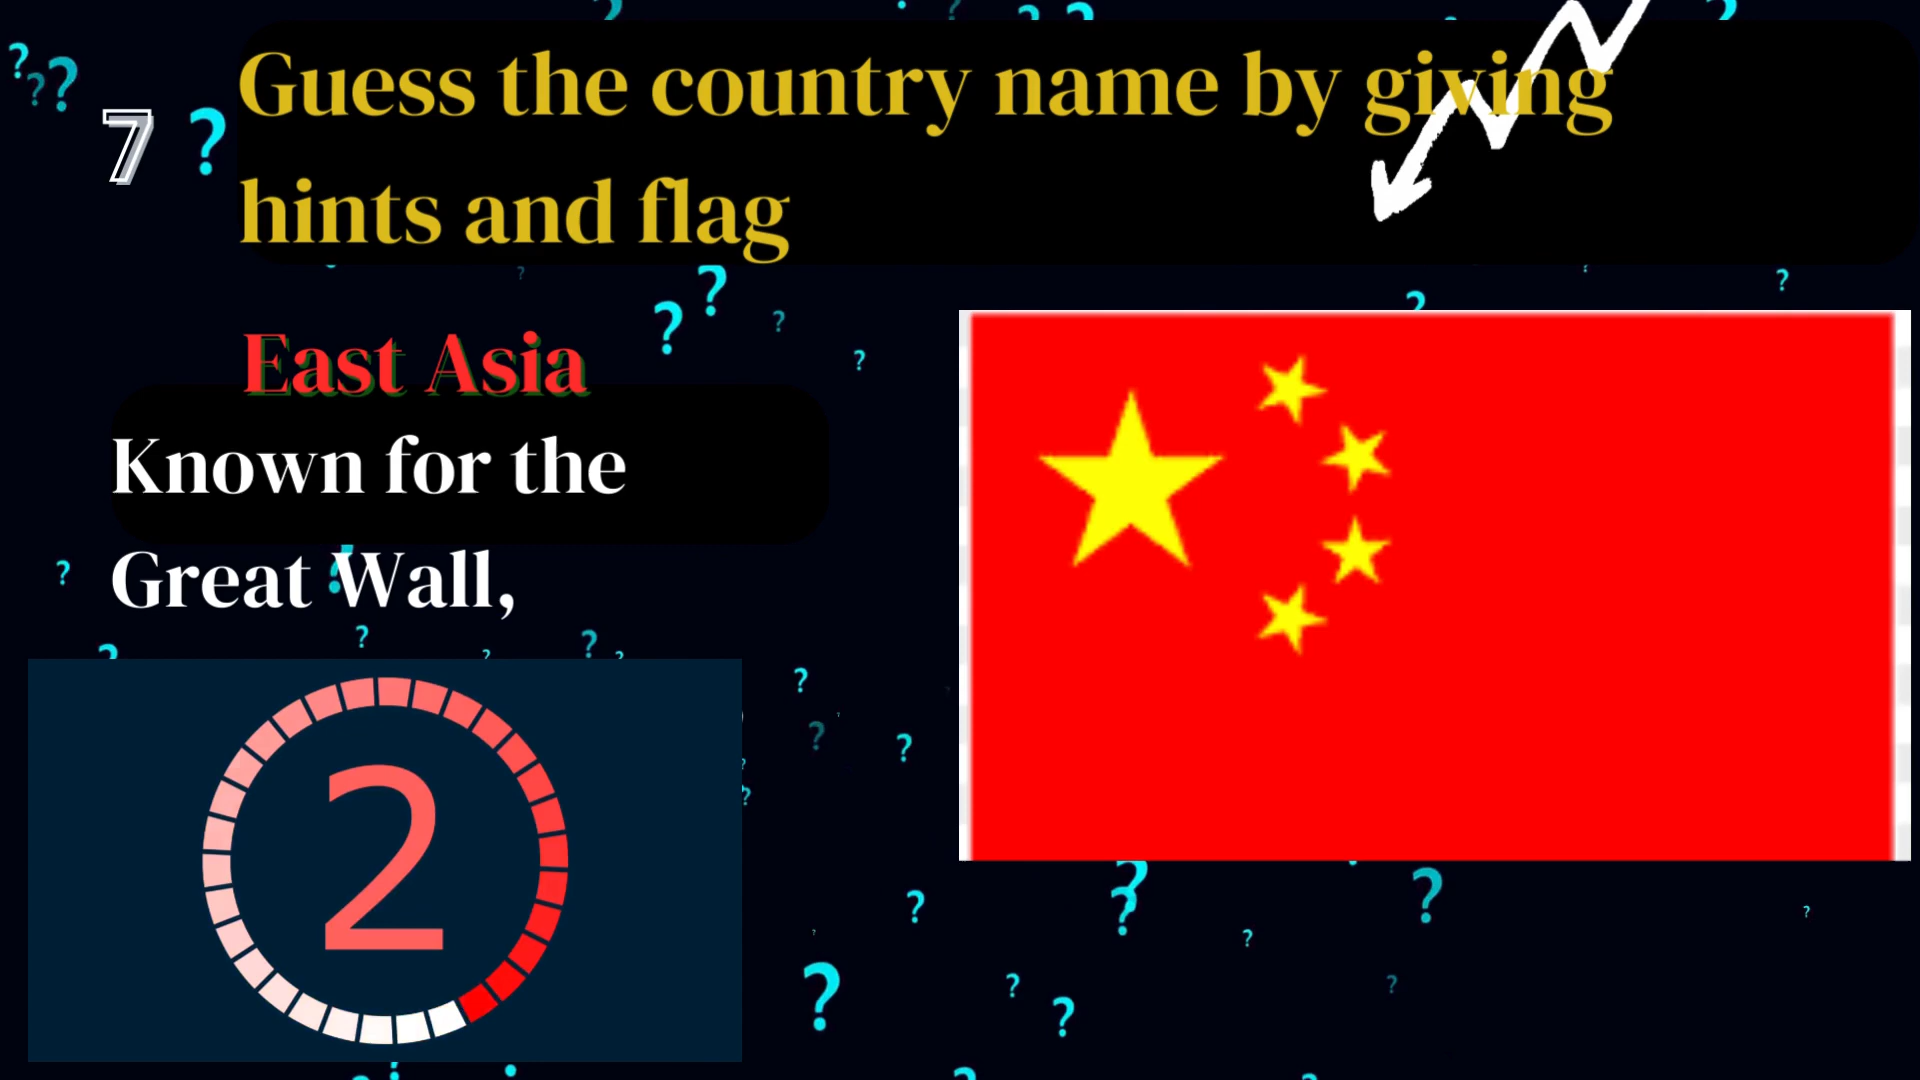 7
Guess the country name by giving
hints and flag
East Asia
Known for the
Great Wall,
2